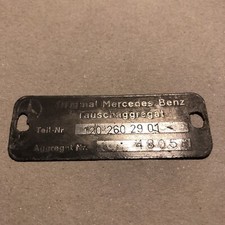 Original Mercedes Benz
Tauschaggregat
Teil-Nr 120 260 29 01
Aggregat Nr.